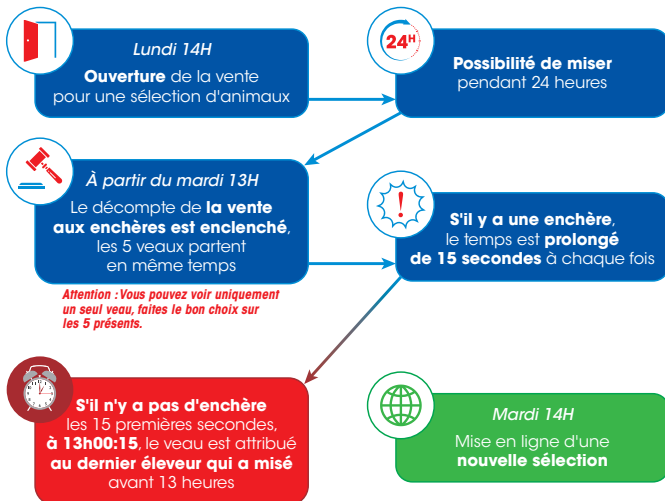 Lundi 14H
Ouverture de la vente
pour une sélection d'animaux
24H
Possibilité de miser
pendant 24 heures
À partir du mardi 13H
Le décompte de la vente
aux enchères est enclenché,
les 5 veaux partent
en même temps
!
S'il y a une enchère,
le temps est prolongé
de 15 secondes à chaque fois
Attention : Vous pouvez voir uniquement
un seul veau, faites le bon choix sur
les 5 présents.
S'il n'y a pas d'enchère
les 15 premières secondes,
à 13h00:15, le veau est attribué
au dernier éleveur qui a misé
avant 13 heures
Mardi 14H
Mise en ligne d'une
nouvelle sélection